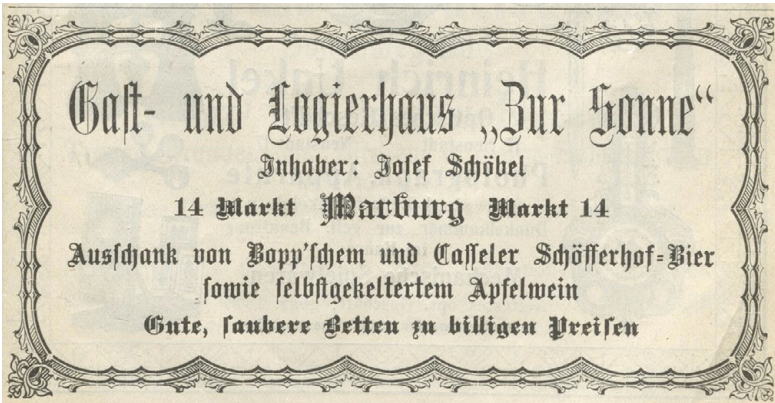 Gast- und Logierhaus „Zur Sonne“
Inhaber: Josef Schöbel
14 Markt Marburg Markt 14
Ausschank von Bopp'schem und Casseler Schöfferhof-Bier
sowie selbstgekeltertem Apfelwein
Gute, saubere Betten zu billigen Preisen